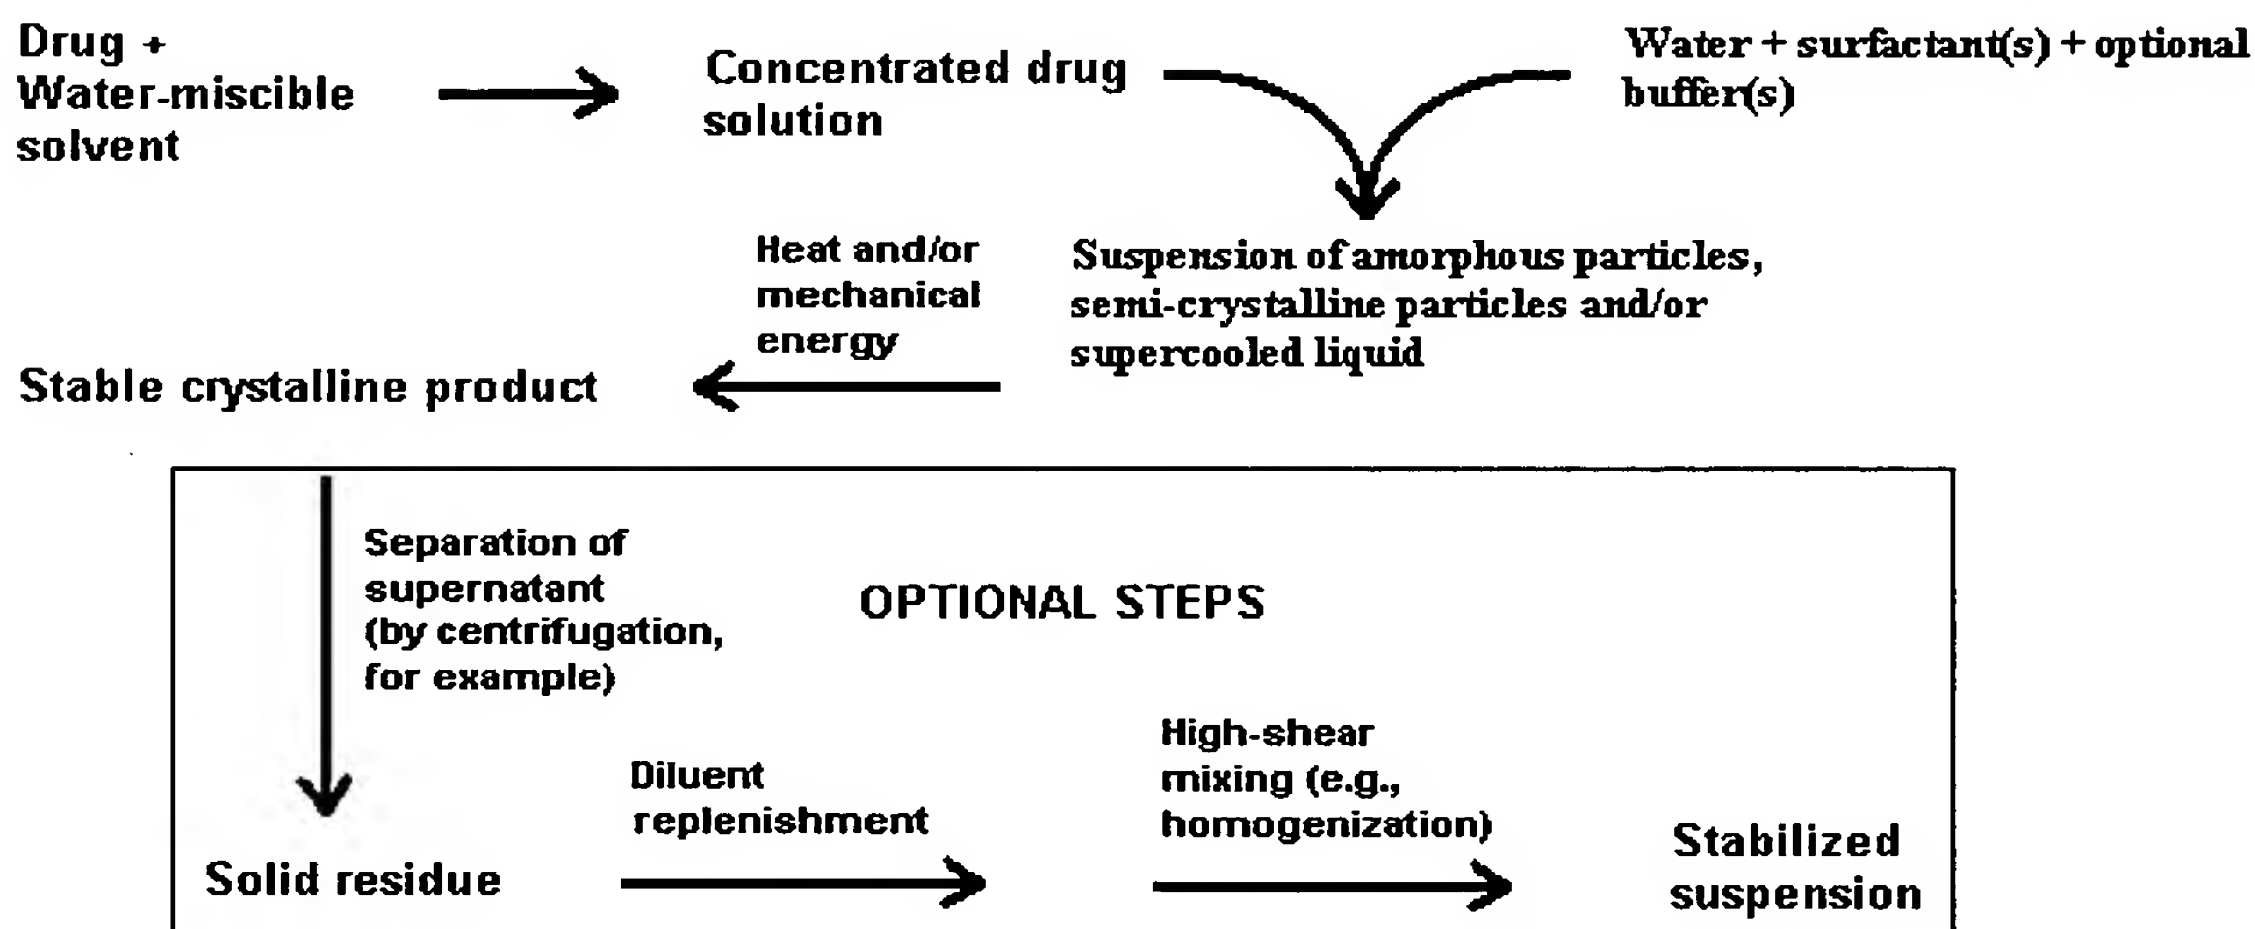 Drug +
Water-miscible
solvent
Concentrated drug
solution
Water + surfactant(s) + optional
buffer(s)
Heat and/or
mechanical
energy
Suspension of amorphous particles,
semi-crystalline particles and/or
supercooled liquid
Stable crystalline product
Separation of
supernatant
(by centrifugation,
for example)
OPTIONAL STEPS
Diluent
replenishment
High-shear
mixing (e.g.,
homogenization)
Solid residue
Stabilized
suspension